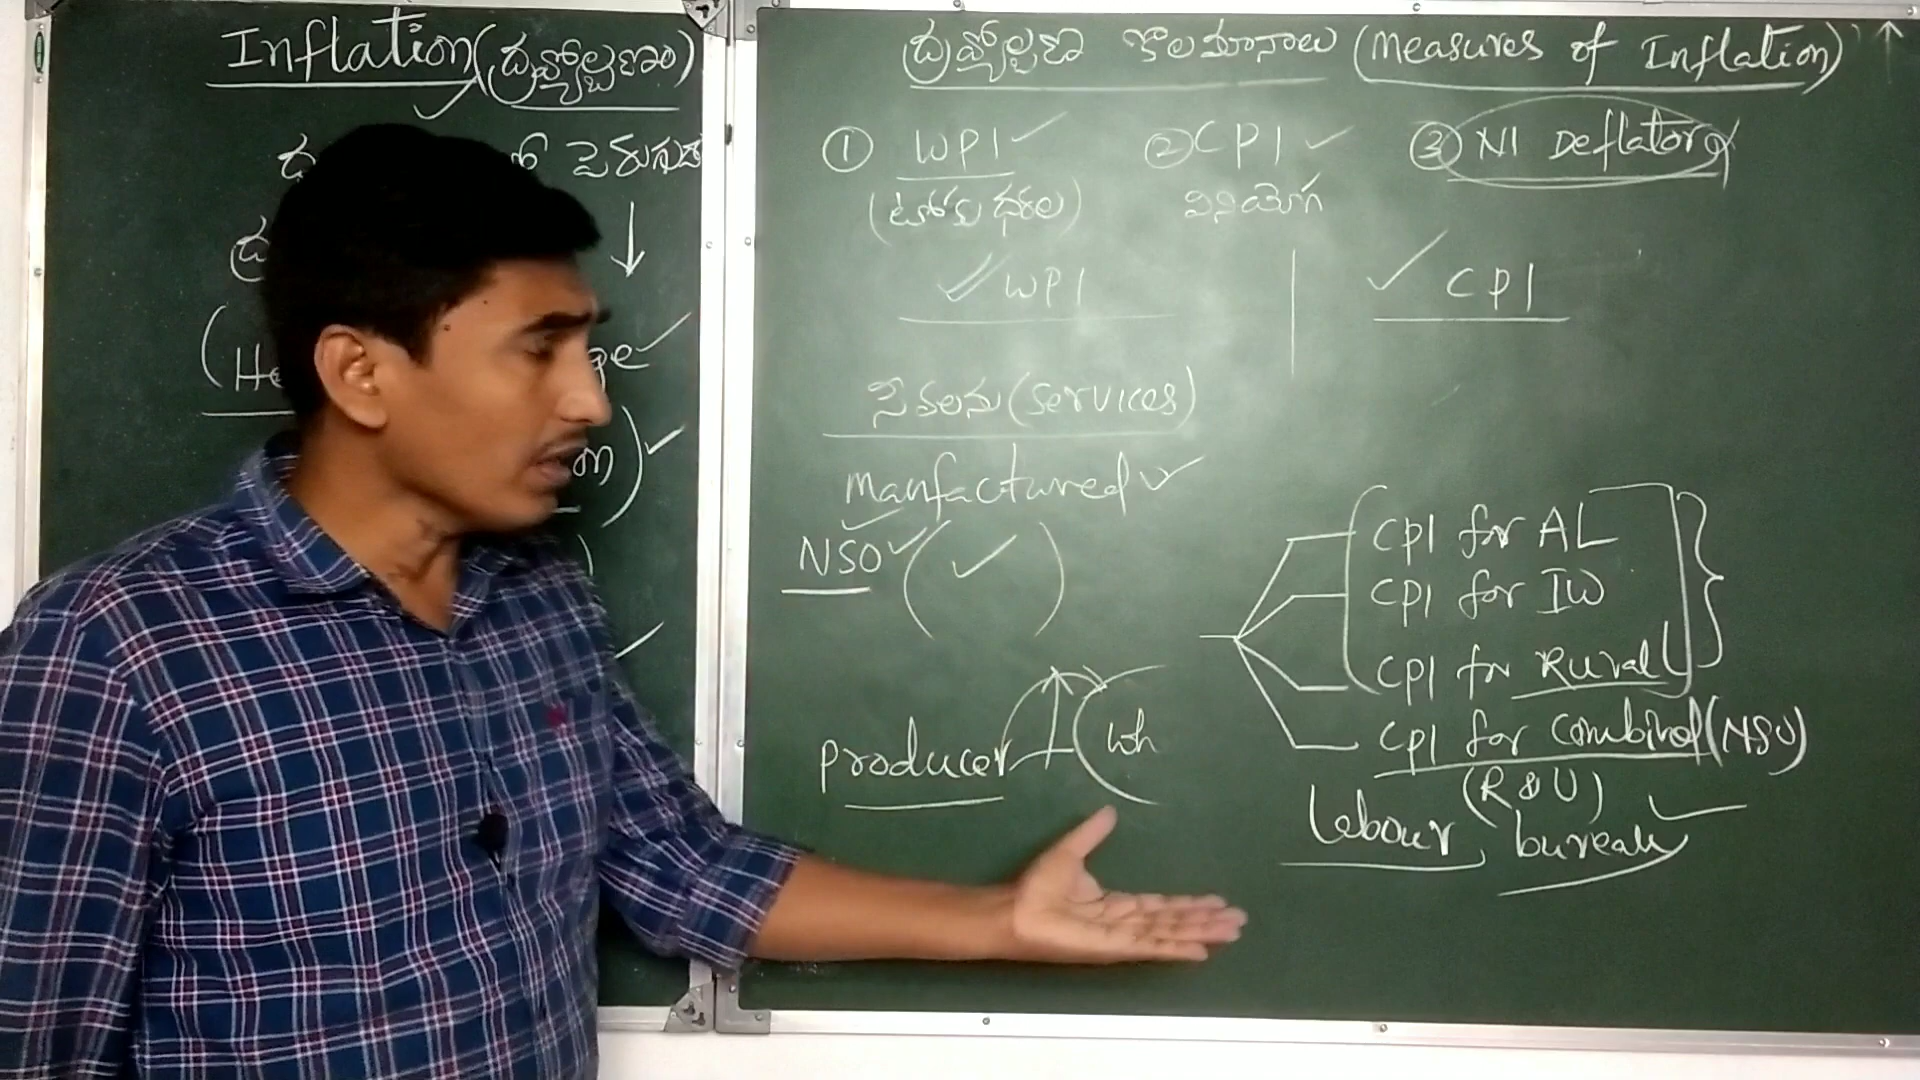 Inflation (ద్రవ్యోల్బణం)
పెరుగుద
ద్రవ్యోల్బణ కొలమానాలు (Measures of Inflation)
① WPI ② CPI ③ NI Deflator
(టోకు ధరల) వినియోగ
WPI CPI
సేవలను (services)
manfactured
NSO
CPI for AL
CPI for IW
CPI for Rural L
CPI for Combined (NSO)
(R & U)
producer wh
Labour bureau